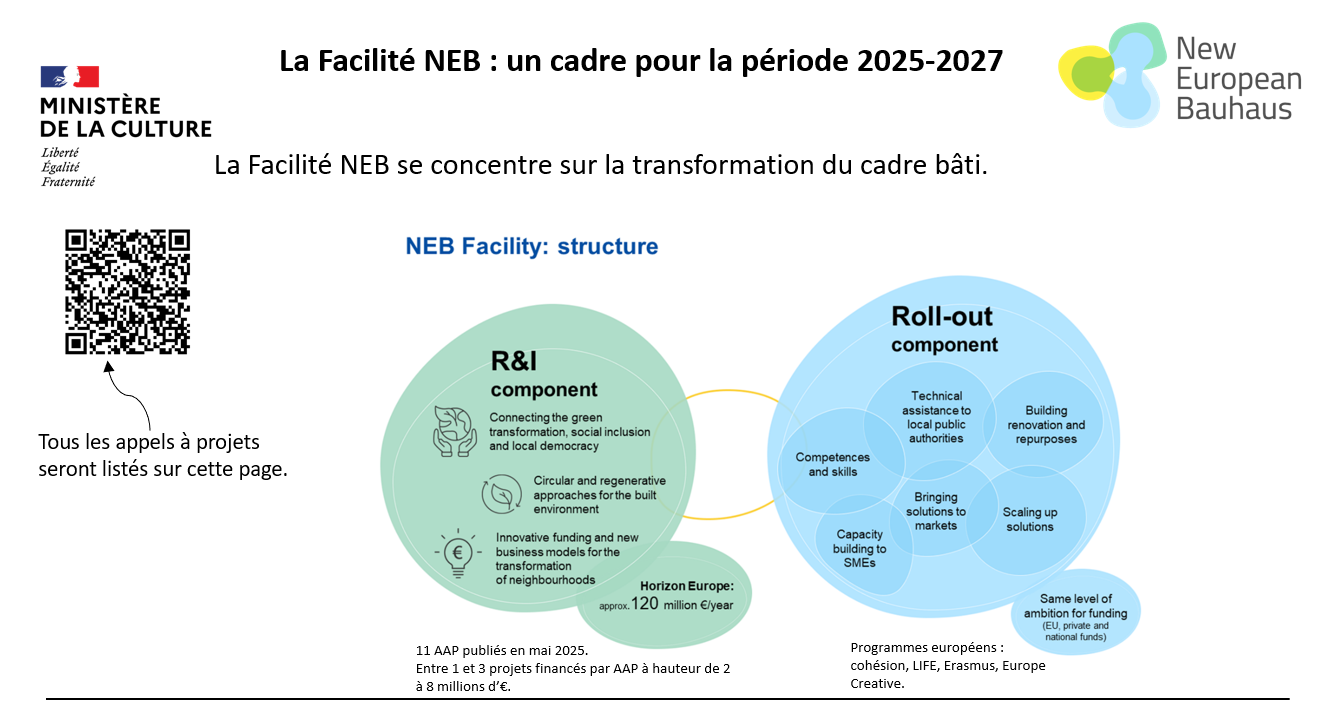 La Facilité NEB : un cadre pour la période 2025-2027
MINISTÈRE
DE LA CULTURE
Liberté
Égalité
Fraternité
New
European
Bauhaus
La Facilité NEB se concentre sur la transformation du cadre bâti.
Tous les appels à projets
seront listés sur cette page.
NEB Facility: structure
R&I
component
Connecting the green
transformation, social inclusion
and local democracy
Circular and regenerative
approaches for the built
environment
€
Innovative funding and new
business models for the
transformation
of neighbourhoods
Horizon Europe:
approx. 120 million €/year
11 AAP publiés en mai 2025.
Entre 1 et 3 projets financés par AAP à hauteur de 2
à 8 millions d’€.
Roll-out
component
Technical
assistance to
local public
authorities
Building
renovation and
repurposes
Competences
and skills
Bringing
solutions to
markets
Scaling up
solutions
Capacity
building to
SMEs
Same level of
ambition for funding
(EU, private and
national funds)
Programmes européens :
cohésion, LIFE, Erasmus, Europe
Creative.